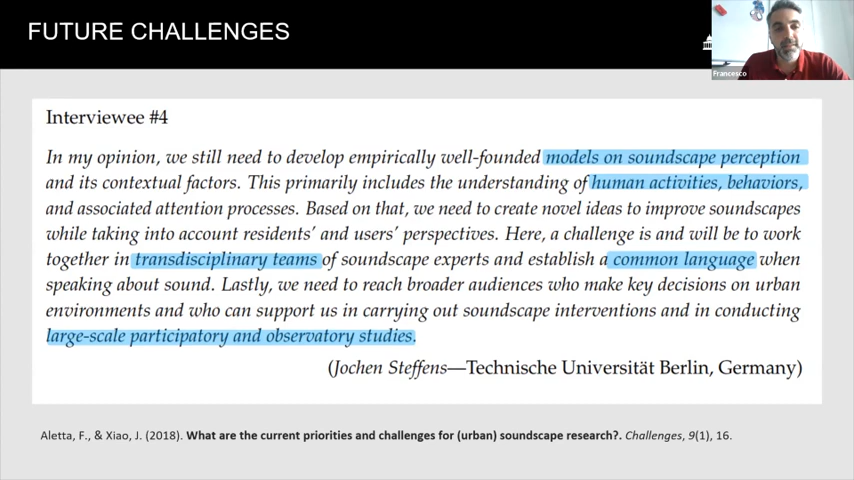 FUTURE CHALLENGES
Francesco
Interviewee #4
In my opinion, we still need to develop empirically well-founded models on soundscape perception
and its contextual factors. This primarily includes the understanding of human activities, behaviors,
and associated attention processes. Based on that, we need to create novel ideas to improve soundscapes
while taking into account residents' and users' perspectives. Here, a challenge is and will be to work
together in transdisciplinary teams of soundscape experts and establish a common language when
speaking about sound. Lastly, we need to reach broader audiences who make key decisions on urban
environments and who can support us in carrying out soundscape interventions and in conducting
large-scale participatory and observatory studies.
(Jochen Steffens—Technische Universität Berlin, Germany)
Aletta, F., & Xiao, J. (2018). What are the current priorities and challenges for (urban) soundscape research?. Challenges, 9(1), 16.